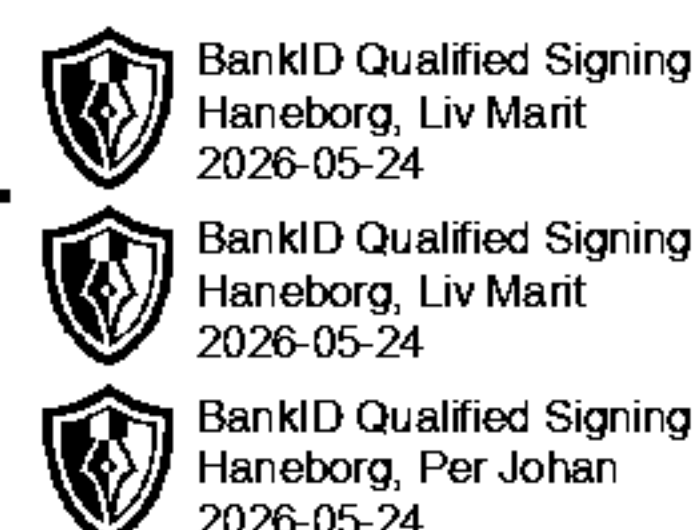 BankID Qualified Signing
Haneborg, Liv Marit
2026-05-24
BankID Qualified Signing
Haneborg, Liv Marit
2026-05-24
BankID Qualified Signing
Haneborg, Per Johan
2026-05-24